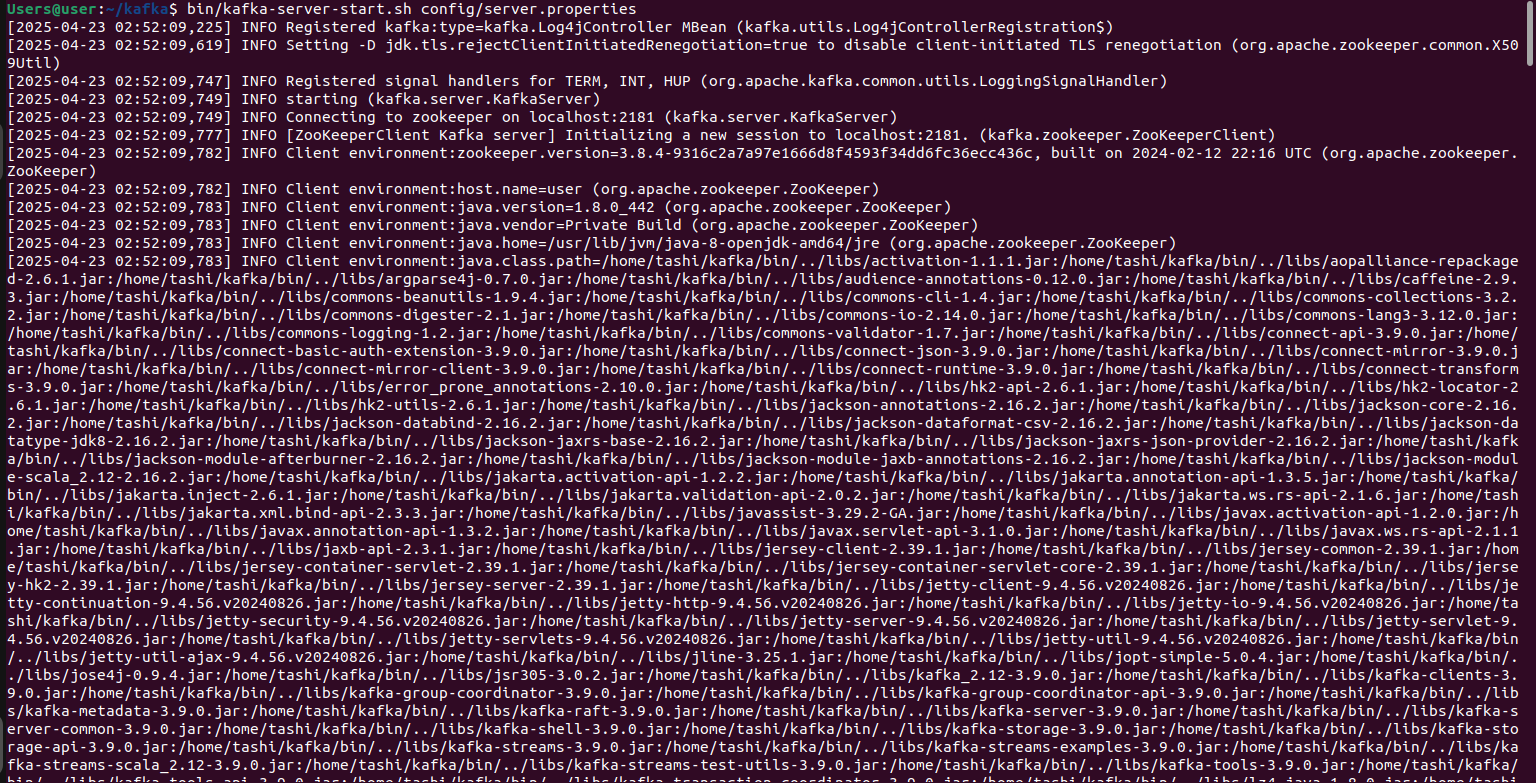 Users@user:~/kafka$ bin/kafka-server-start.sh config/server.properties
[2025-04-23 02:52:09,225] INFO Registered kafka:type=kafka.Log4jController MBean (kafka.utils.Log4jControllerRegistration$)
[2025-04-23 02:52:09,619] INFO Setting -D jdk.tls.rejectClientInitiatedRenegotiation=true to disable client-initiated TLS renegotiation (org.apache.zookeeper.common.X50
9Util)
[2025-04-23 02:52:09,747] INFO Registered signal handlers for TERM, INT, HUP (org.apache.kafka.common.utils.LoggingSignalHandler)
[2025-04-23 02:52:09,749] INFO starting (kafka.server.KafkaServer)
[2025-04-23 02:52:09,749] INFO Connecting to zookeeper on localhost:2181 (kafka.server.KafkaServer)
[2025-04-23 02:52:09,777] INFO [ZooKeeperClient Kafka server] Initializing a new session to localhost:2181. (kafka.zookeeper.ZooKeeperClient)
[2025-04-23 02:52:09,782] INFO Client environment:zookeeper.version=3.8.4-9316c2a7a97e1666d8f4593f34dd6fc36ecc436c, built on 2024-02-12 22:16 UTC (org.apache.zookeeper.
ZooKeeper)
[2025-04-23 02:52:09,782] INFO Client environment:host.name=user (org.apache.zookeeper.ZooKeeper)
[2025-04-23 02:52:09,783] INFO Client environment:java.version=1.8.0_442 (org.apache.zookeeper.ZooKeeper)
[2025-04-23 02:52:09,783] INFO Client environment:java.vendor=Private Build (org.apache.zookeeper.ZooKeeper)
[2025-04-23 02:52:09,783] INFO Client environment:java.home=/usr/lib/jvm/java-8-openjdk-amd64/jre (org.apache.zookeeper.ZooKeeper)
[2025-04-23 02:52:09,783] INFO Client environment:java.class.path=/home/tashi/kafka/bin/../libs/activation-1.1.1.jar:/home/tashi/kafka/bin/../libs/aopalliance-repackage
d-2.6.1.jar:/home/tashi/kafka/bin/../libs/argparse4j-0.7.0.jar:/home/tashi/kafka/bin/../libs/audience-annotations-0.12.0.jar:/home/tashi/kafka/bin/../libs/caffeine-2.9.
3.jar:/home/tashi/kafka/bin/../libs/commons-beanutils-1.9.4.jar:/home/tashi/kafka/bin/../libs/commons-cli-1.4.jar:/home/tashi/kafka/bin/../libs/commons-collections-3.2.
2.jar:/home/tashi/kafka/bin/../libs/commons-digester-2.1.jar:/home/tashi/kafka/bin/../libs/commons-io-2.14.0.jar:/home/tashi/kafka/bin/../libs/commons-lang3-3.12.0.jar:
/home/tashi/kafka/bin/../libs/commons-logging-1.2.jar:/home/tashi/kafka/bin/../libs/commons-validator-1.7.jar:/home/tashi/kafka/bin/../libs/connect-api-3.9.0.jar:/home/
tashi/kafka/bin/../libs/connect-basic-auth-extension-3.9.0.jar:/home/tashi/kafka/bin/../libs/connect-json-3.9.0.jar:/home/tashi/kafka/bin/../libs/connect-mirror-3.9.0.j
ar:/home/tashi/kafka/bin/../libs/connect-mirror-client-3.9.0.jar:/home/tashi/kafka/bin/../libs/connect-runtime-3.9.0.jar:/home/tashi/kafka/bin/../libs/connect-transform
s-3.9.0.jar:/home/tashi/kafka/bin/../libs/error_prone_annotations-2.10.0.jar:/home/tashi/kafka/bin/../libs/hk2-api-2.6.1.jar:/home/tashi/kafka/bin/../libs/hk2-locator-2
.6.1.jar:/home/tashi/kafka/bin/../libs/hk2-utils-2.6.1.jar:/home/tashi/kafka/bin/../libs/jackson-annotations-2.16.2.jar:/home/tashi/kafka/bin/../libs/jackson-core-2.16.
2.jar:/home/tashi/kafka/bin/../libs/jackson-databind-2.16.2.jar:/home/tashi/kafka/bin/../libs/jackson-dataformat-csv-2.16.2.jar:/home/tashi/kafka/bin/../libs/jackson-da
tatype-jdk8-2.16.2.jar:/home/tashi/kafka/bin/../libs/jackson-jaxrs-base-2.16.2.jar:/home/tashi/kafka/bin/../libs/jackson-jaxrs-json-provider-2.16.2.jar:/home/tashi/kafk
a/bin/../libs/jackson-module-afterburner-2.16.2.jar:/home/tashi/kafka/bin/../libs/jackson-module-jaxb-annotations-2.16.2.jar:/home/tashi/kafka/bin/../libs/jackson-modul
e-scala_2.12-2.16.2.jar:/home/tashi/kafka/bin/../libs/jakarta.activation-api-1.2.2.jar:/home/tashi/kafka/bin/../libs/jakarta.annotation-api-1.3.5.jar:/home/tashi/kafka/
bin/../libs/jakarta.inject-2.6.1.jar:/home/tashi/kafka/bin/../libs/jakarta.validation-api-2.0.2.jar:/home/tashi/kafka/bin/../libs/jakarta.ws.rs-api-2.1.6.jar:/home/tash
i/kafka/bin/../libs/jakarta.xml.bind-api-2.3.3.jar:/home/tashi/kafka/bin/../libs/javassist-3.29.2-GA.jar:/home/tashi/kafka/bin/../libs/javax.activation-api-1.2.0.jar:/h
ome/tashi/kafka/bin/../libs/javax.annotation-api-1.3.2.jar:/home/tashi/kafka/bin/../libs/javax.servlet-api-3.1.0.jar:/home/tashi/kafka/bin/../libs/javax.ws.rs-api-2.1.1
.jar:/home/tashi/kafka/bin/../libs/jaxb-api-2.3.1.jar:/home/tashi/kafka/bin/../libs/jersey-client-2.39.1.jar:/home/tashi/kafka/bin/../libs/jersey-common-2.39.1.jar:/hom
e/tashi/kafka/bin/../libs/jersey-container-servlet-2.39.1.jar:/home/tashi/kafka/bin/../libs/jersey-container-servlet-core-2.39.1.jar:/home/tashi/kafka/bin/../libs/jerse
y-hk2-2.39.1.jar:/home/tashi/kafka/bin/../libs/jersey-server-2.39.1.jar:/home/tashi/kafka/bin/../libs/jetty-client-9.4.56.v20240826.jar:/home/tashi/kafka/bin/../libs/je
tty-continuation-9.4.56.v20240826.jar:/home/tashi/kafka/bin/../libs/jetty-http-9.4.56.v20240826.jar:/home/tashi/kafka/bin/../libs/jetty-io-9.4.56.v20240826.jar:/home/ta
shi/kafka/bin/../libs/jetty-security-9.4.56.v20240826.jar:/home/tashi/kafka/bin/../libs/jetty-server-9.4.56.v20240826.jar:/home/tashi/kafka/bin/../libs/jetty-servlet-9.
4.56.v20240826.jar:/home/tashi/kafka/bin/../libs/jetty-servlets-9.4.56.v20240826.jar:/home/tashi/kafka/bin/../libs/jetty-util-9.4.56.v20240826.jar:/home/tashi/kafka/bin
/../libs/jetty-util-ajax-9.4.56.v20240826.jar:/home/tashi/kafka/bin/../libs/jline-3.25.1.jar:/home/tashi/kafka/bin/../libs/jopt-simple-5.0.4.jar:/home/tashi/kafka/bin/.
./libs/jose4j-0.9.4.jar:/home/tashi/kafka/bin/../libs/jsr305-3.0.2.jar:/home/tashi/kafka/bin/../libs/kafka_2.12-3.9.0.jar:/home/tashi/kafka/bin/../libs/kafka-clients-3.
9.0.jar:/home/tashi/kafka/bin/../libs/kafka-group-coordinator-3.9.0.jar:/home/tashi/kafka/bin/../libs/kafka-group-coordinator-api-3.9.0.jar:/home/tashi/kafka/bin/../lib
s/kafka-metadata-3.9.0.jar:/home/tashi/kafka/bin/../libs/kafka-raft-3.9.0.jar:/home/tashi/kafka/bin/../libs/kafka-server-3.9.0.jar:/home/tashi/kafka/bin/../libs/kafka-s
erver-common-3.9.0.jar:/home/tashi/kafka/bin/../libs/kafka-shell-3.9.0.jar:/home/tashi/kafka/bin/../libs/kafka-storage-3.9.0.jar:/home/tashi/kafka/bin/../libs/kafka-sto
rage-api-3.9.0.jar:/home/tashi/kafka/bin/../libs/kafka-streams-3.9.0.jar:/home/tashi/kafka/bin/../libs/kafka-streams-examples-3.9.0.jar:/home/tashi/kafka/bin/../libs/ka
fka-streams-scala_2.12-3.9.0.jar:/home/tashi/kafka/bin/../libs/kafka-streams-test-utils-3.9.0.jar:/home/tashi/kafka/bin/../libs/kafka-tools-3.9.0.jar:/home/tashi/kafka/